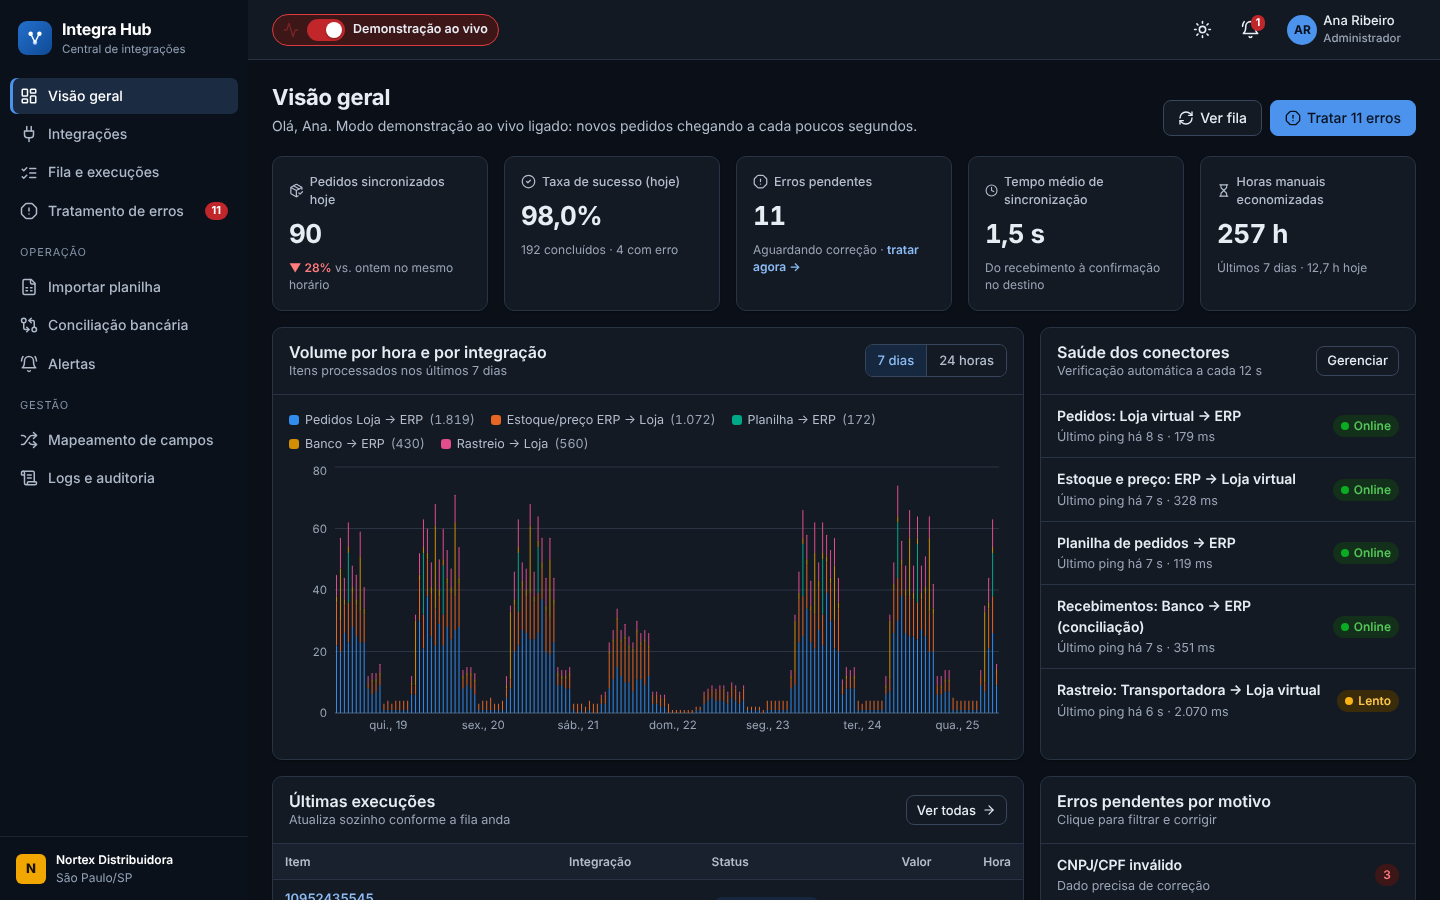 Integra Hub
Central de integrações
Visão geral
Integrações
Fila e execuções
Tratamento de erros 11
OPERAÇÃO
Importar planilha
Conciliação bancária
Alertas
GESTÃO
Mapeamento de campos
Logs e auditoria
N
Nortex Distribuidora
São Paulo/SP
Demonstração ao vivo
1
AR
Ana Ribeiro
Administrador
Visão geral
Olá, Ana. Modo demonstração ao vivo ligado: novos pedidos chegando a cada poucos segundos.
Ver fila
Tratar 11 erros
Pedidos sincronizados
hoje
90
▼ 28% vs. ontem no mesmo
horário
Taxa de sucesso (hoje)
98,0%
192 concluídos · 4 com erro
Erros pendentes
11
Aguardando correção · tratar
agora →
Tempo médio de
sincronização
1,5 s
Do recebimento à confirmação
no destino
Horas manuais
economizadas
257 h
Últimos 7 dias · 12,7 h hoje
Volume por hora e por integração
Itens processados nos últimos 7 dias
7 dias 24 horas
Pedidos Loja → ERP (1.819) Estoque/preço ERP → Loja (1.072) Planilha → ERP (172)
Banco → ERP (430) Rastreio → Loja (560)
80
60
40
20
0
qui., 19 sex., 20 sáb., 21 dom., 22 seg., 23 ter., 24 qua., 25
Saúde dos conectores
Verificação automática a cada 12 s
Gerenciar
Pedidos: Loja virtual → ERP
Último ping há 8 s · 179 ms
Online
Estoque e preço: ERP → Loja virtual
Último ping há 7 s · 328 ms
Online
Planilha de pedidos → ERP
Último ping há 7 s · 119 ms
Online
Recebimentos: Banco → ERP
(conciliação)
Último ping há 7 s · 351 ms
Online
Rastreio: Transportadora → Loja virtual
Último ping há 6 s · 2.070 ms
Lento
Últimas execuções
Atualiza sozinho conforme a fila anda
Ver todas →
Item Integração Status Valor Hora
10952435545
Erros pendentes por motivo
Clique para filtrar e corrigir
CNPJ/CPF inválido
Dado precisa de correção
3